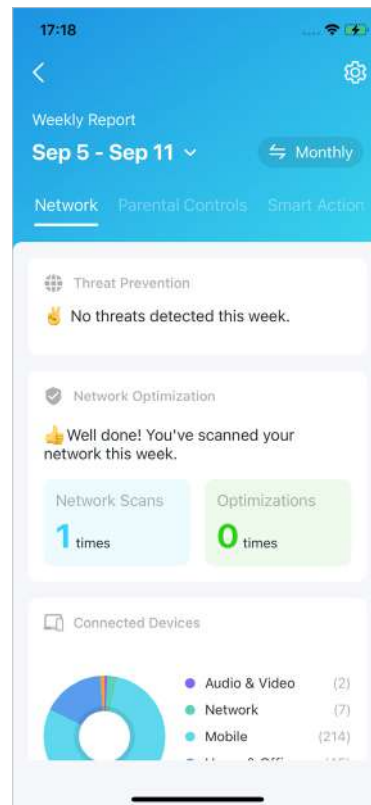 17:18
Weekly Report
Sep 5 - Sep 11
Monthly
Network Parental Controls Smart Action
Threat Prevention
✌️ No threats detected this week.
Network Optimization
👍Well done! You've scanned your
network this week.
Network Scans
1 times
Optimizations
0 times
Connected Devices
Audio & Video (2)
Network (7)
Mobile (214)